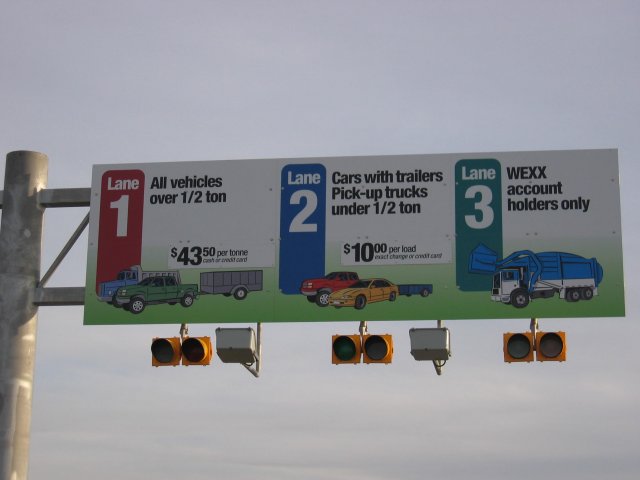 Lane
1
All vehicles
over 1/2 ton
$43 50 per tonne
cash or credit card
Lane
2
Cars with trailers
Pick-up trucks
under 1/2 ton
$10 00 per load
exact change or credit card
Lane
3
WEXX
account
holders only